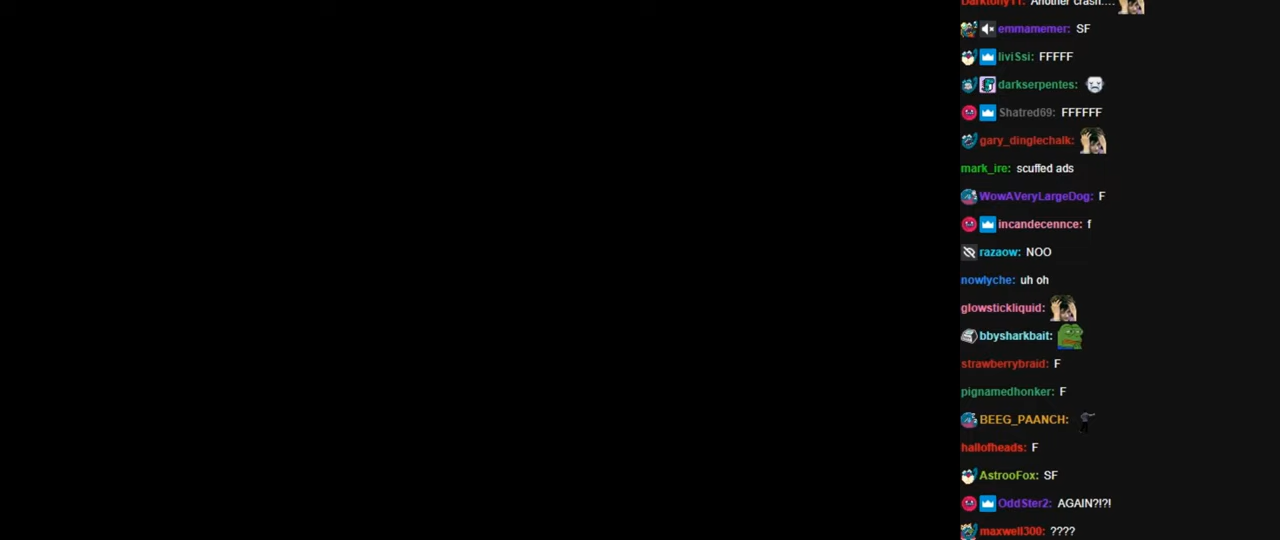 Darktony11: Another crash....
emmamemer: SF
liviSsi: FFFFF
darkserpentes:
Shatred69: FFFFFF
gary_dinglechalk:
mark_ire: scuffed ads
WowAVeryLargeDog: F
incandecennce: f
razaow: NOO
nowlyche: uh oh
glowstickliquid:
bbysharkbait:
strawberrybraid: F
pignamedhonker: F
BEEG_PAANCH:
hallofheads: F
AstrooFox: SF
OddSter2: AGAIN?!?!
maxwell300: ????